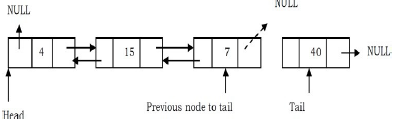 NULL
NULL
4
15
7
40
NULL
Head
Previous node to tail
Tail